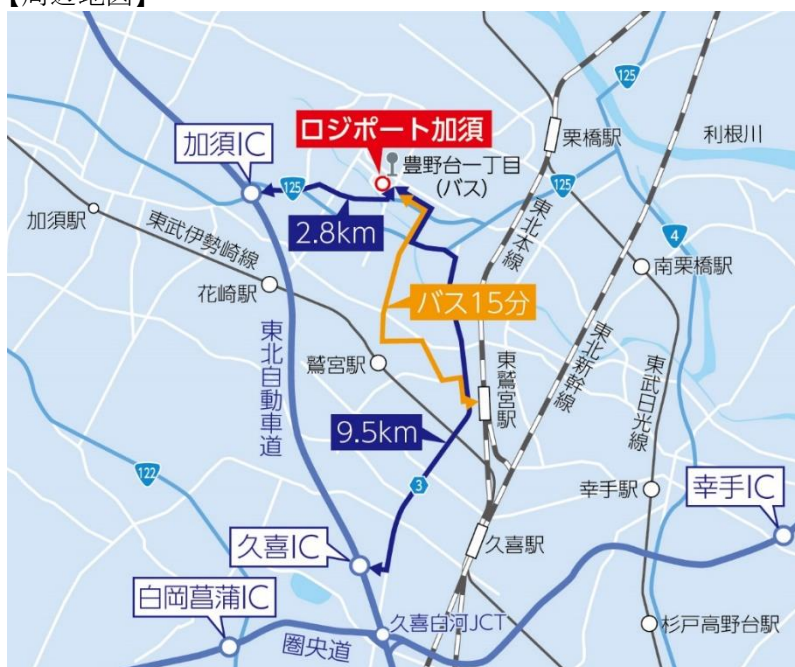 【周辺地図】
125
栗橋駅
利根川
ロジポート加須
加須IC
豊野台一丁目
(バス)
125
125
加須駅
2.8km
東北本線
4
東武伊勢崎線
南栗橋駅
花崎駅
バス15分
東北自動車道
鷲宮駅
東鷲宮駅
東北新幹線
東武日光線
9.5km
122
3
幸手駅
幸手IC
久喜IC
久喜駅
白岡菖蒲IC
久喜白河JCT
杉戸高野台駅
圏央道